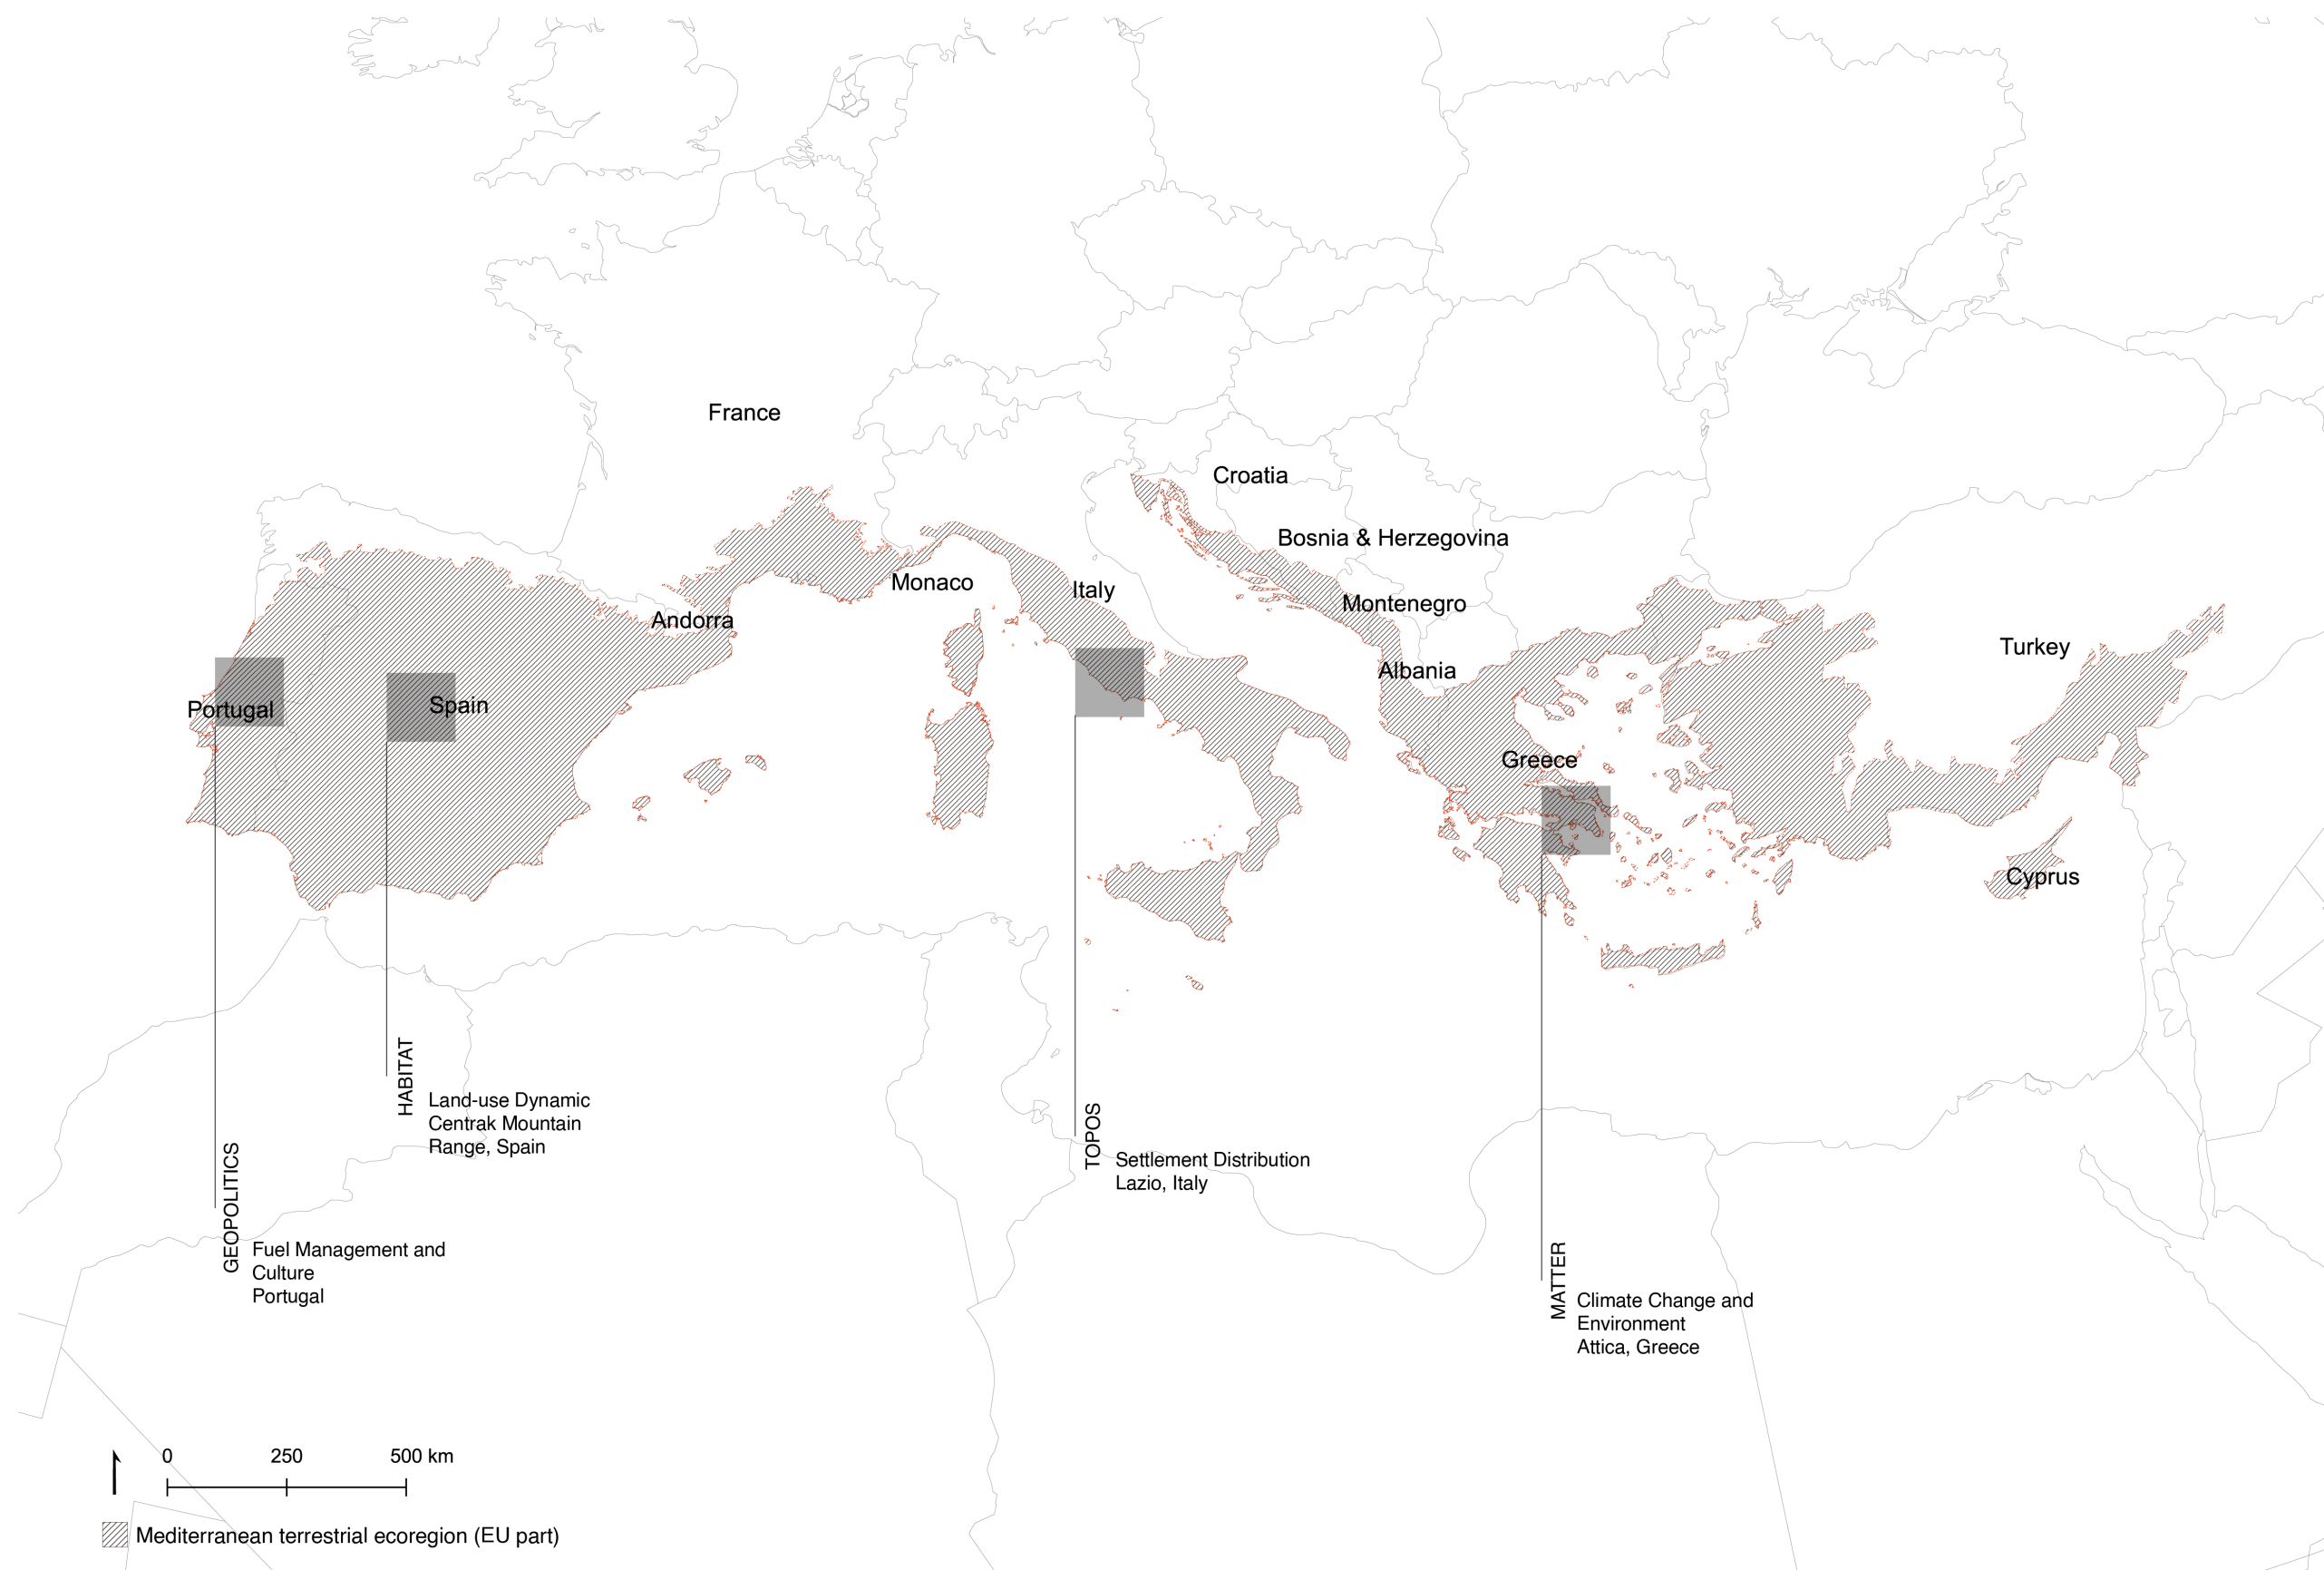 France
Croatia
Bosnia & Herzegovina
Monaco
Italy
Montenegro
Andorra
Turkey
Albania
Portugal
Spain
Greece
Cyprus
HABITAT
Land-use Dynamic
Centrak Mountain
Range, Spain
TOPOS
Settlement Distribution
Lazio, Italy
GEOPOLITICS
Fuel Management and
Culture
Portugal
MATTER
Climate Change and
Environment
Attica, Greece
0 250 500 km
Mediterranean terrestrial ecoregion (EU part)